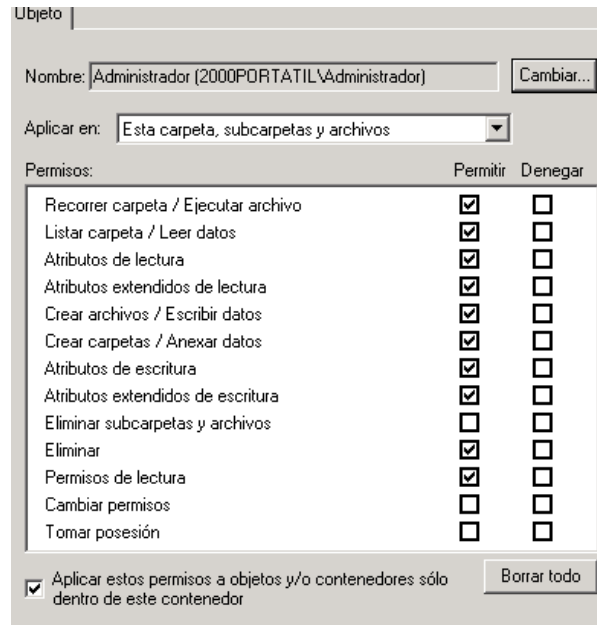 Objeto
Nombre: Administrador (2000PORTATIL\Administrador) Cambiar...
Aplicar en: Esta carpeta, subcarpetas y archivos
Permisos: Permitir Denegar
Recorrer carpeta / Ejecutar archivo
Listar carpeta / Leer datos
Atributos de lectura
Atributos extendidos de lectura
Crear archivos / Escribir datos
Crear carpetas / Anexar datos
Atributos de escritura
Atributos extendidos de escritura
Eliminar subcarpetas y archivos
Eliminar
Permisos de lectura
Cambiar permisos
Tomar posesión
Aplicar estos permisos a objetos y/o contenedores sólo
dentro de este contenedor
Borrar todo